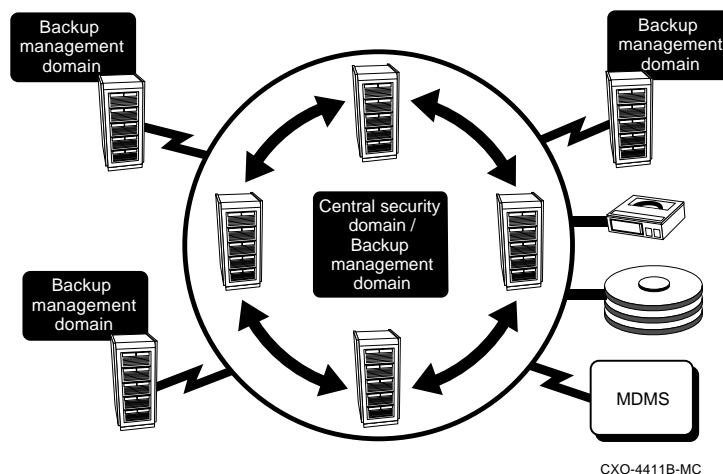 Backup
management
domain
Backup
management
domain
Central security
domain /
Backup
management
domain
Backup
management
domain
MDMS
CXO-4411B-MC